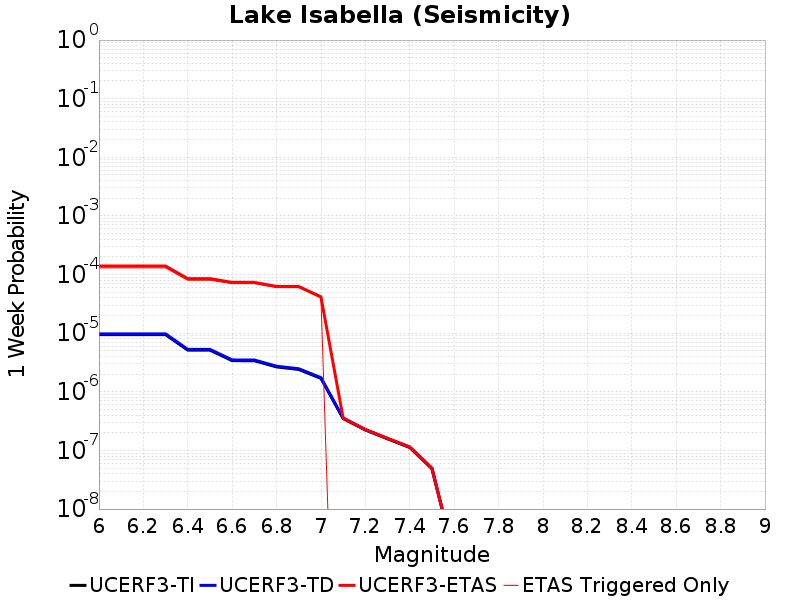 Lake Isabella (Seismicity)
1 Week Probability
10^0
10^-1
10^-2
10^-3
10^-4
10^-5
10^-6
10^-7
10^-8
6 6.2 6.4 6.6 6.8 7 7.2 7.4 7.6 7.8 8 8.2 8.4 8.6 8.8 9
Magnitude
UCERF3-TI UCERF3-TD UCERF3-ETAS ETAS Triggered Only